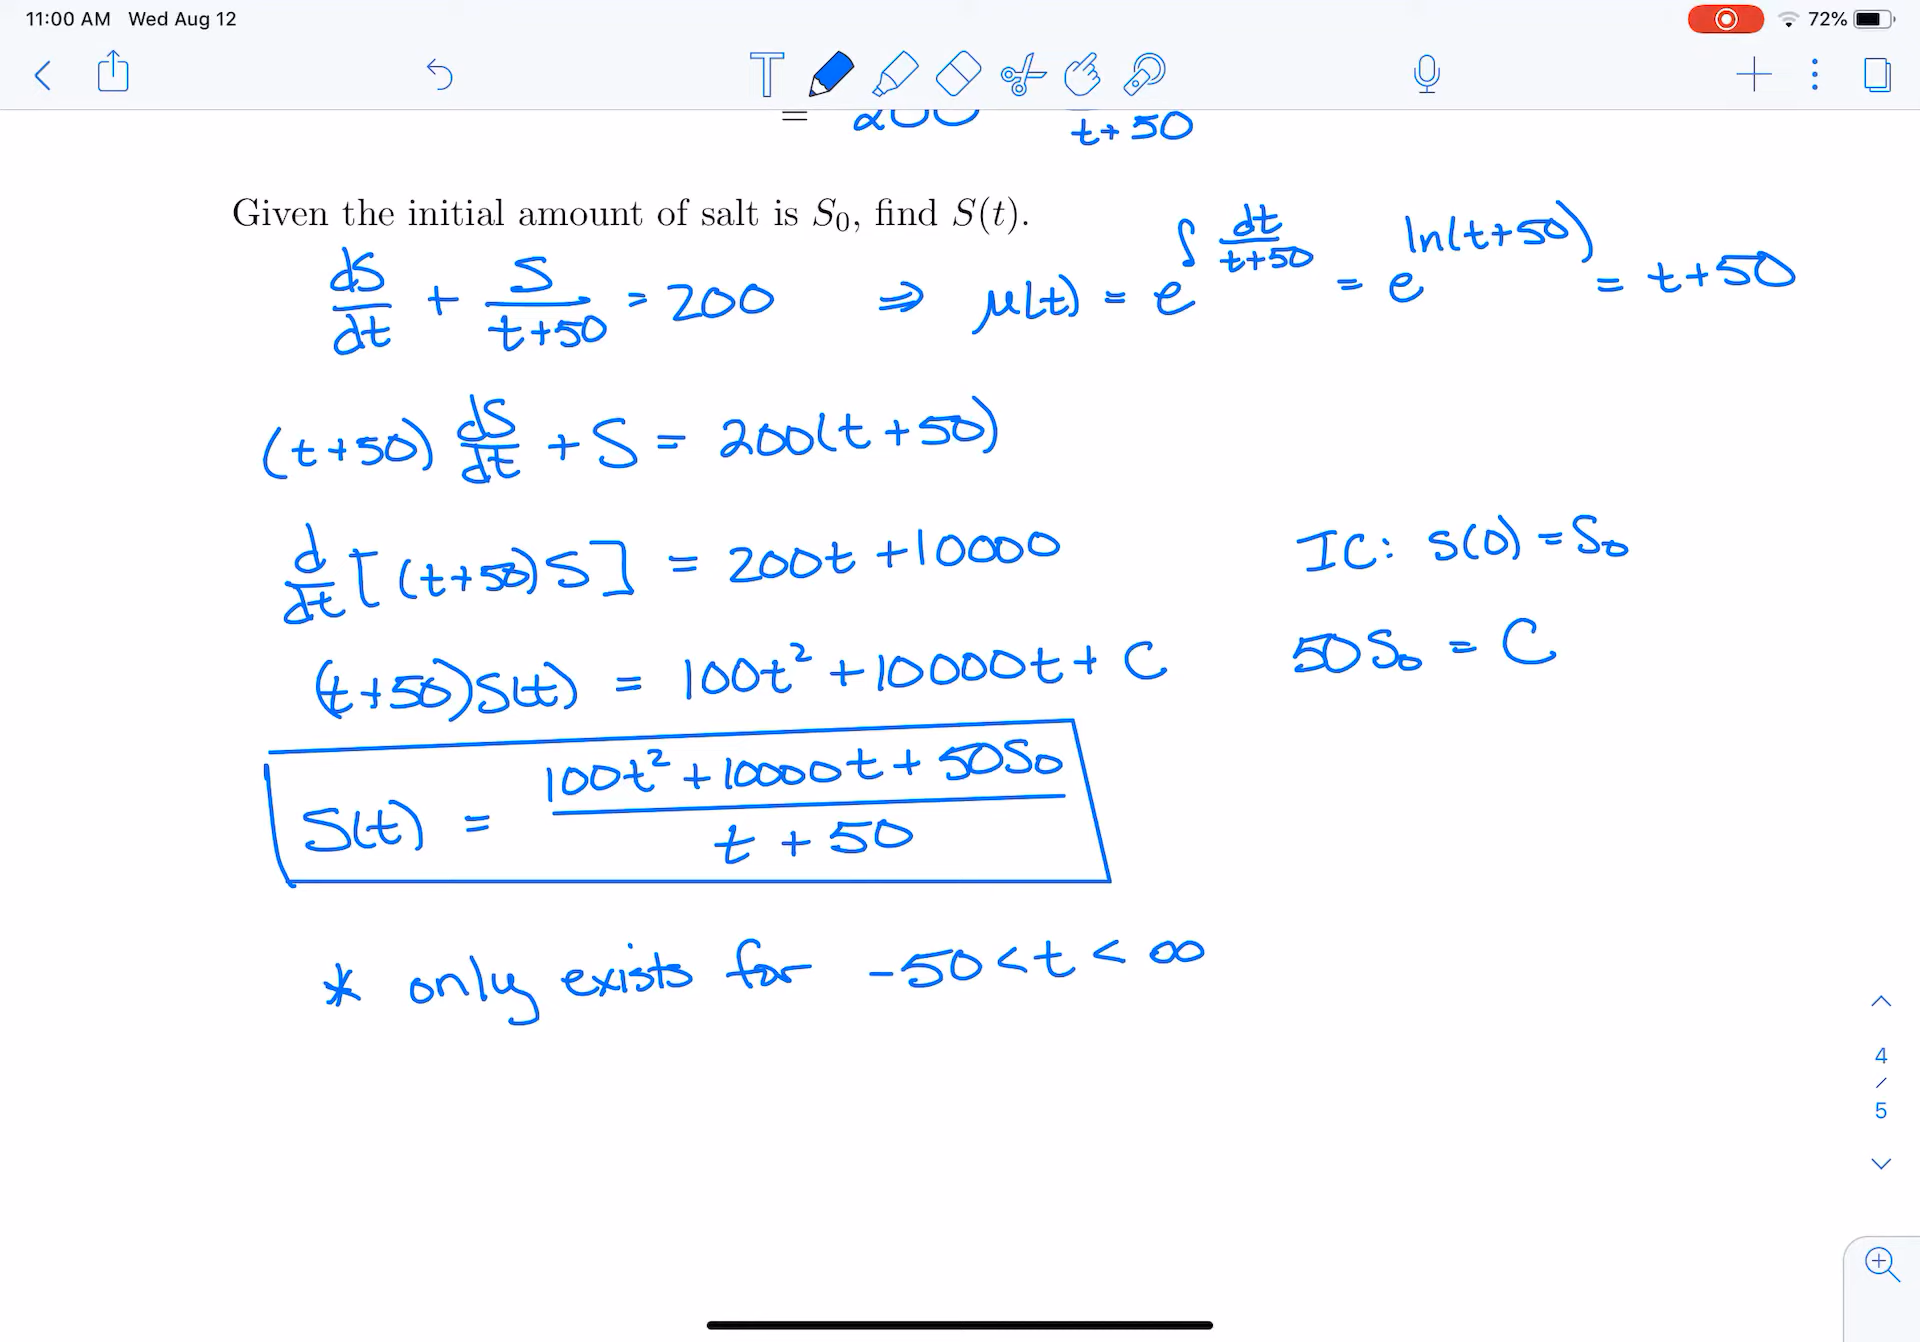 11:00 AM Wed Aug 12
72%
T
= 200 t+50
Given the initial amount of salt is S₀, find S(t).
dS/dt + S/(t+50) = 200 ⇒ μ(t) = e^(∫ dt/(t+50)) = e^(ln(t+50)) = t+50
(t+50) dS/dt + S = 200(t+50)
d/dt [(t+50)S] = 200t +10000
IC: S(0) = S₀
(t+50)S(t) = 100t² +10000t + C
50S₀ = C
S(t) = (100t² + 10000t + 50S₀)/(t + 50)
* only exists for -50 < t < ∞
4
/
5